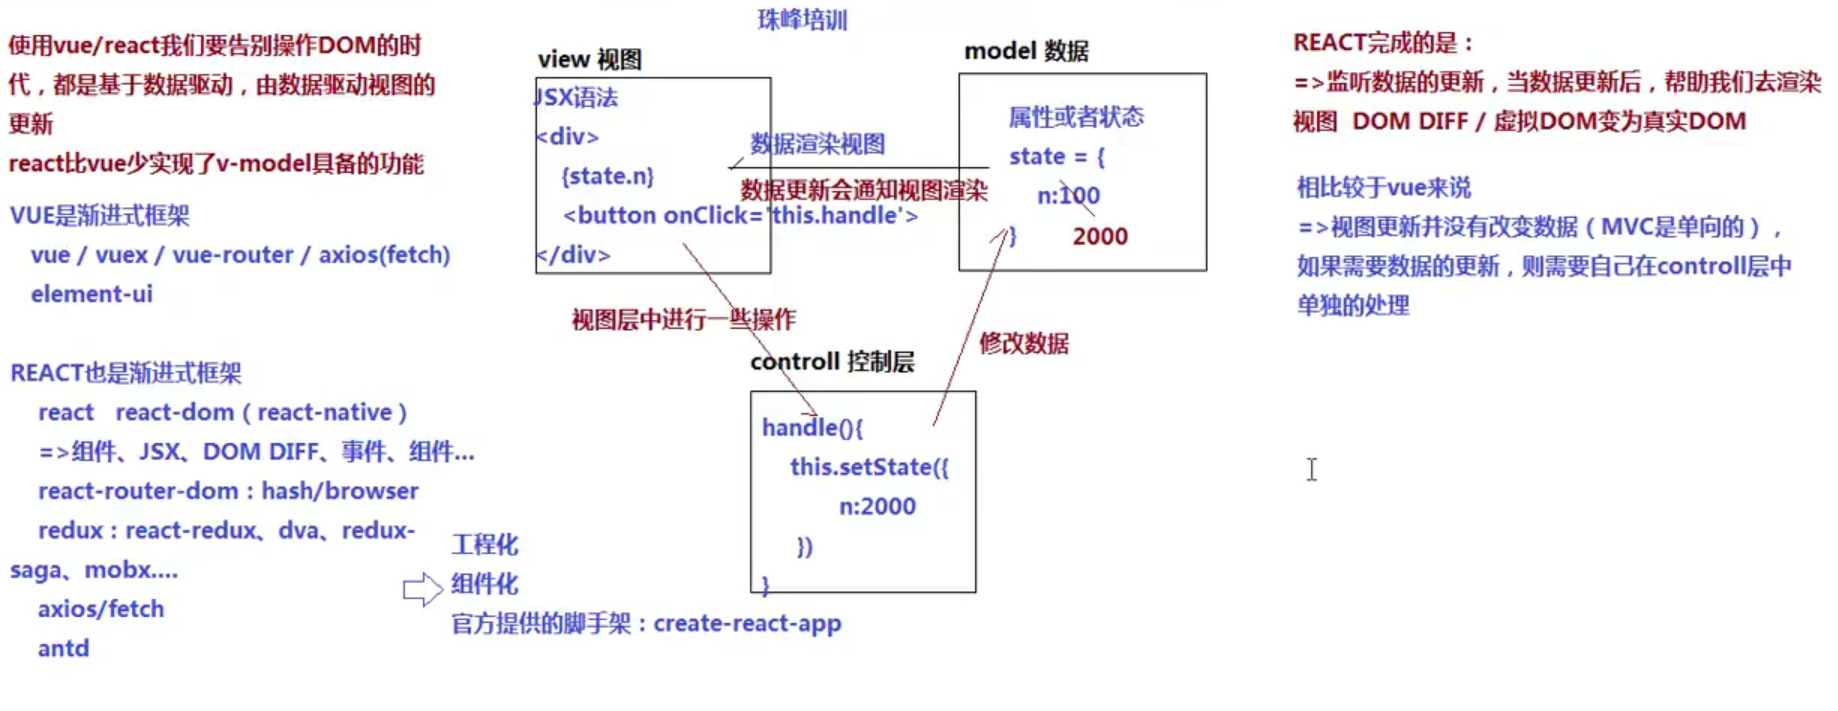 珠峰培训
使用vue/react我们要告别操作DOM的时
代，都是基于数据驱动，由数据驱动视图的
更新
react比vue少实现了v-model具备的功能
VUE是渐进式框架
vue / vuex / vue-router / axios(fetch)
element-ui
REACT也是渐进式框架
react react-dom（react-native）
=>组件、JSX、DOM DIFF、事件、组件...
react-router-dom：hash/browser
redux：react-redux、dva、redux-
saga、mobx....
axios/fetch
antd
工程化
组件化
官方提供的脚手架：create-react-app
view 视图
JSX语法
<div>
{state.n}
<button onClick='this.handle'>
</div>
数据渲染视图
数据更新会通知视图渲染
model 数据
属性或者状态
state = {
n:100
} 2000
视图层中进行一些操作
修改数据
controll 控制层
handle(){
this.setState({
n:2000
})
}
REACT完成的是：
=>监听数据的更新，当数据更新后，帮助我们去渲染
视图 DOM DIFF / 虚拟DOM变为真实DOM
相比较于vue来说
=>视图更新并没有改变数据（MVC是单向的），
如果需要数据的更新，则需要自己在controll层中
单独的处理